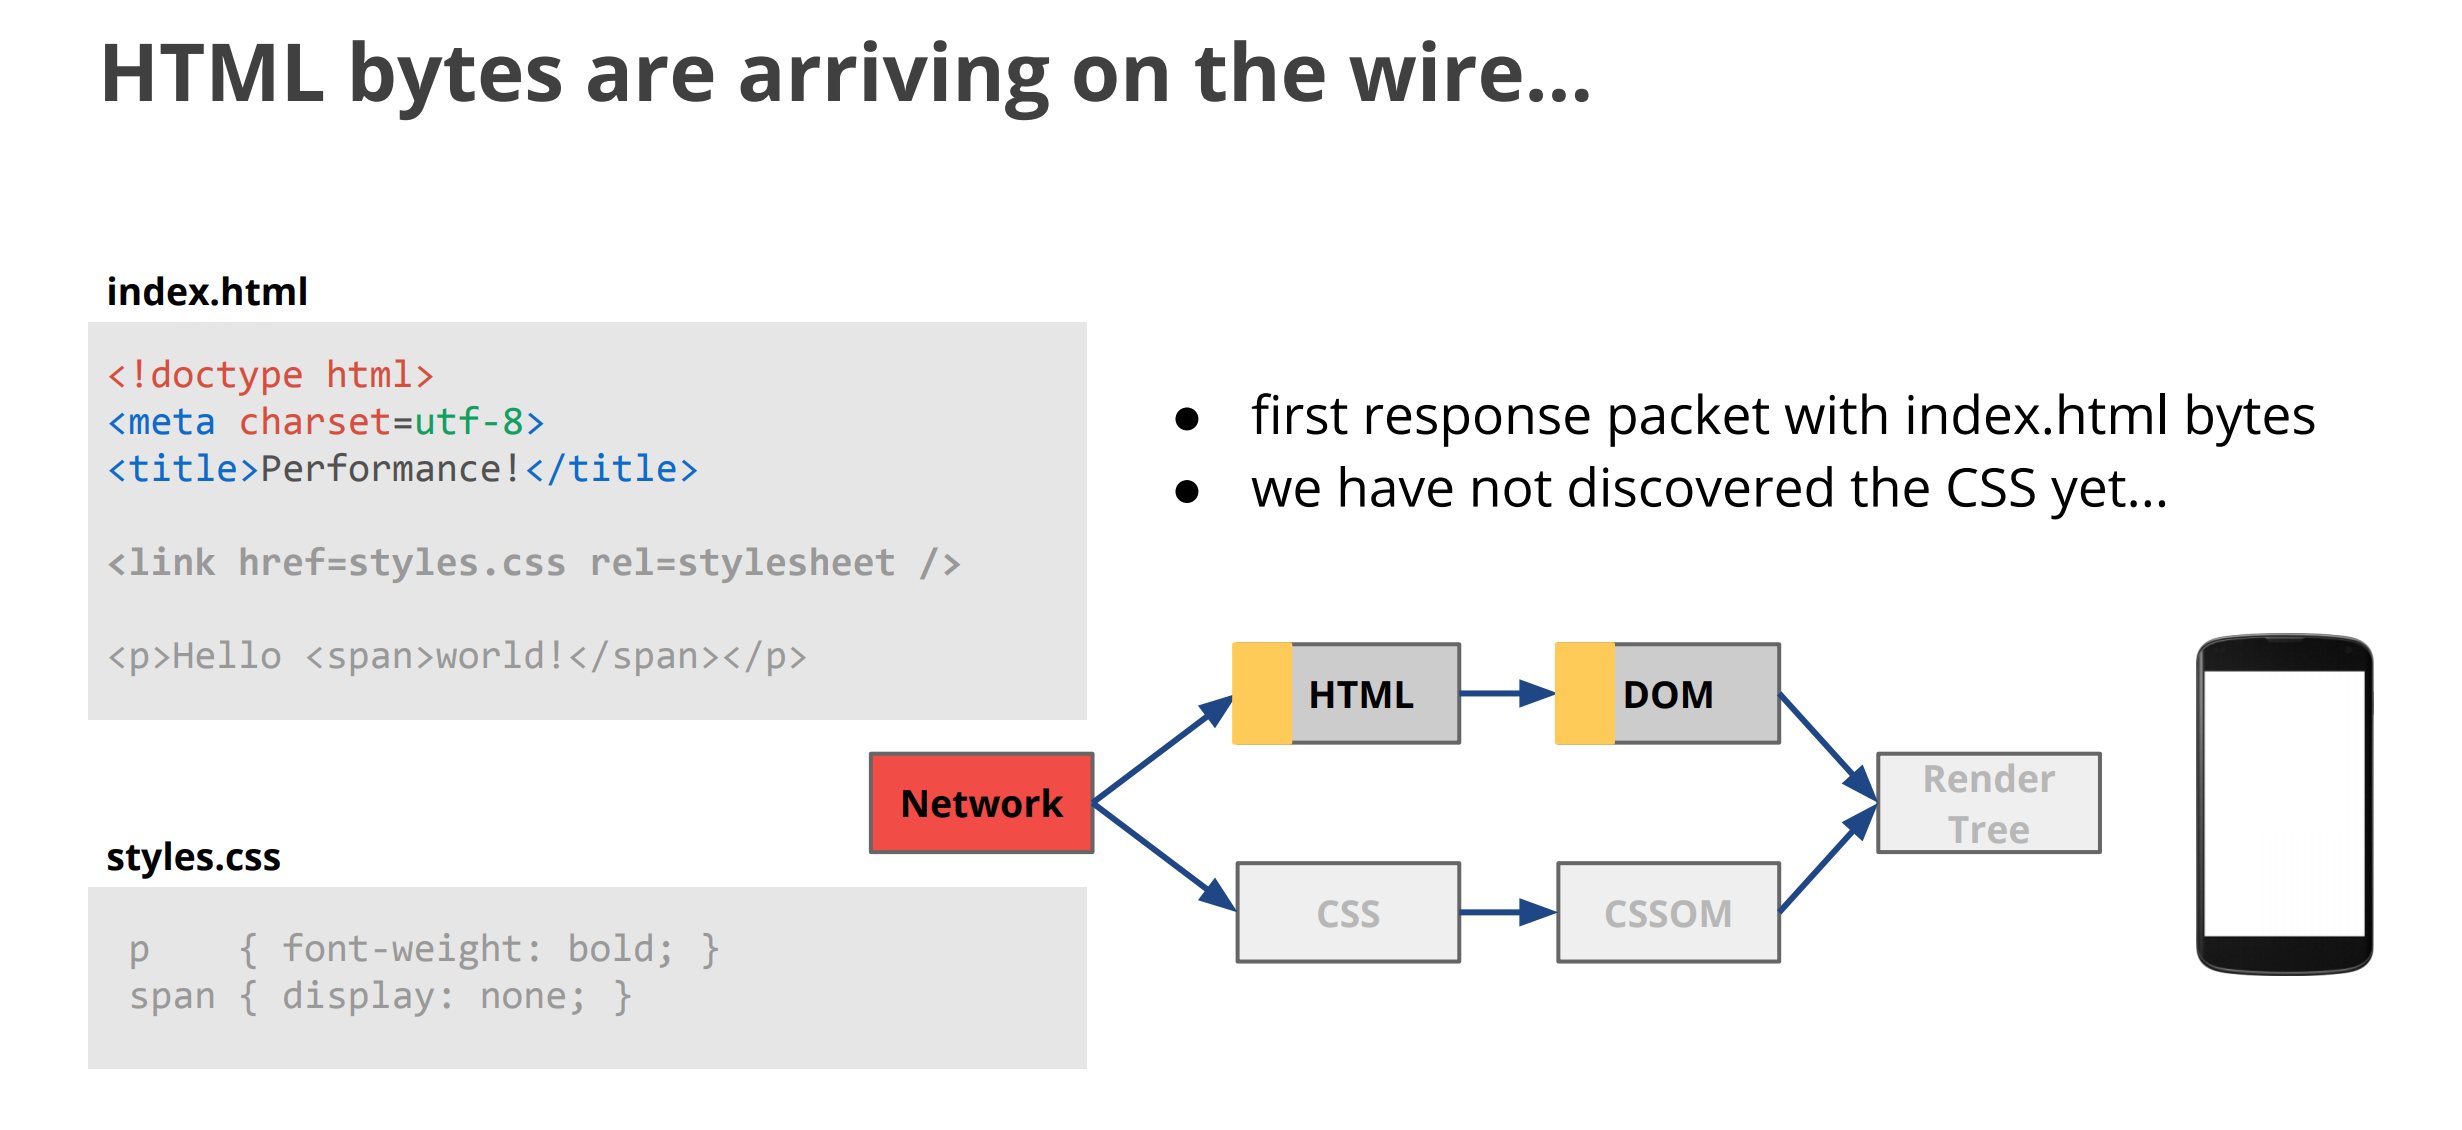 HTML bytes are arriving on the wire...
index.html
<!doctype html>
<meta charset=utf-8>
<title>Performance!</title>
<link href=styles.css rel=stylesheet />
<p>Hello <span>world!</span></p>
● first response packet with index.html bytes
● we have not discovered the CSS yet...
HTML
DOM
Network
Render
Tree
CSS
CSSOM
styles.css
p    { font-weight: bold; }
span { display: none; }